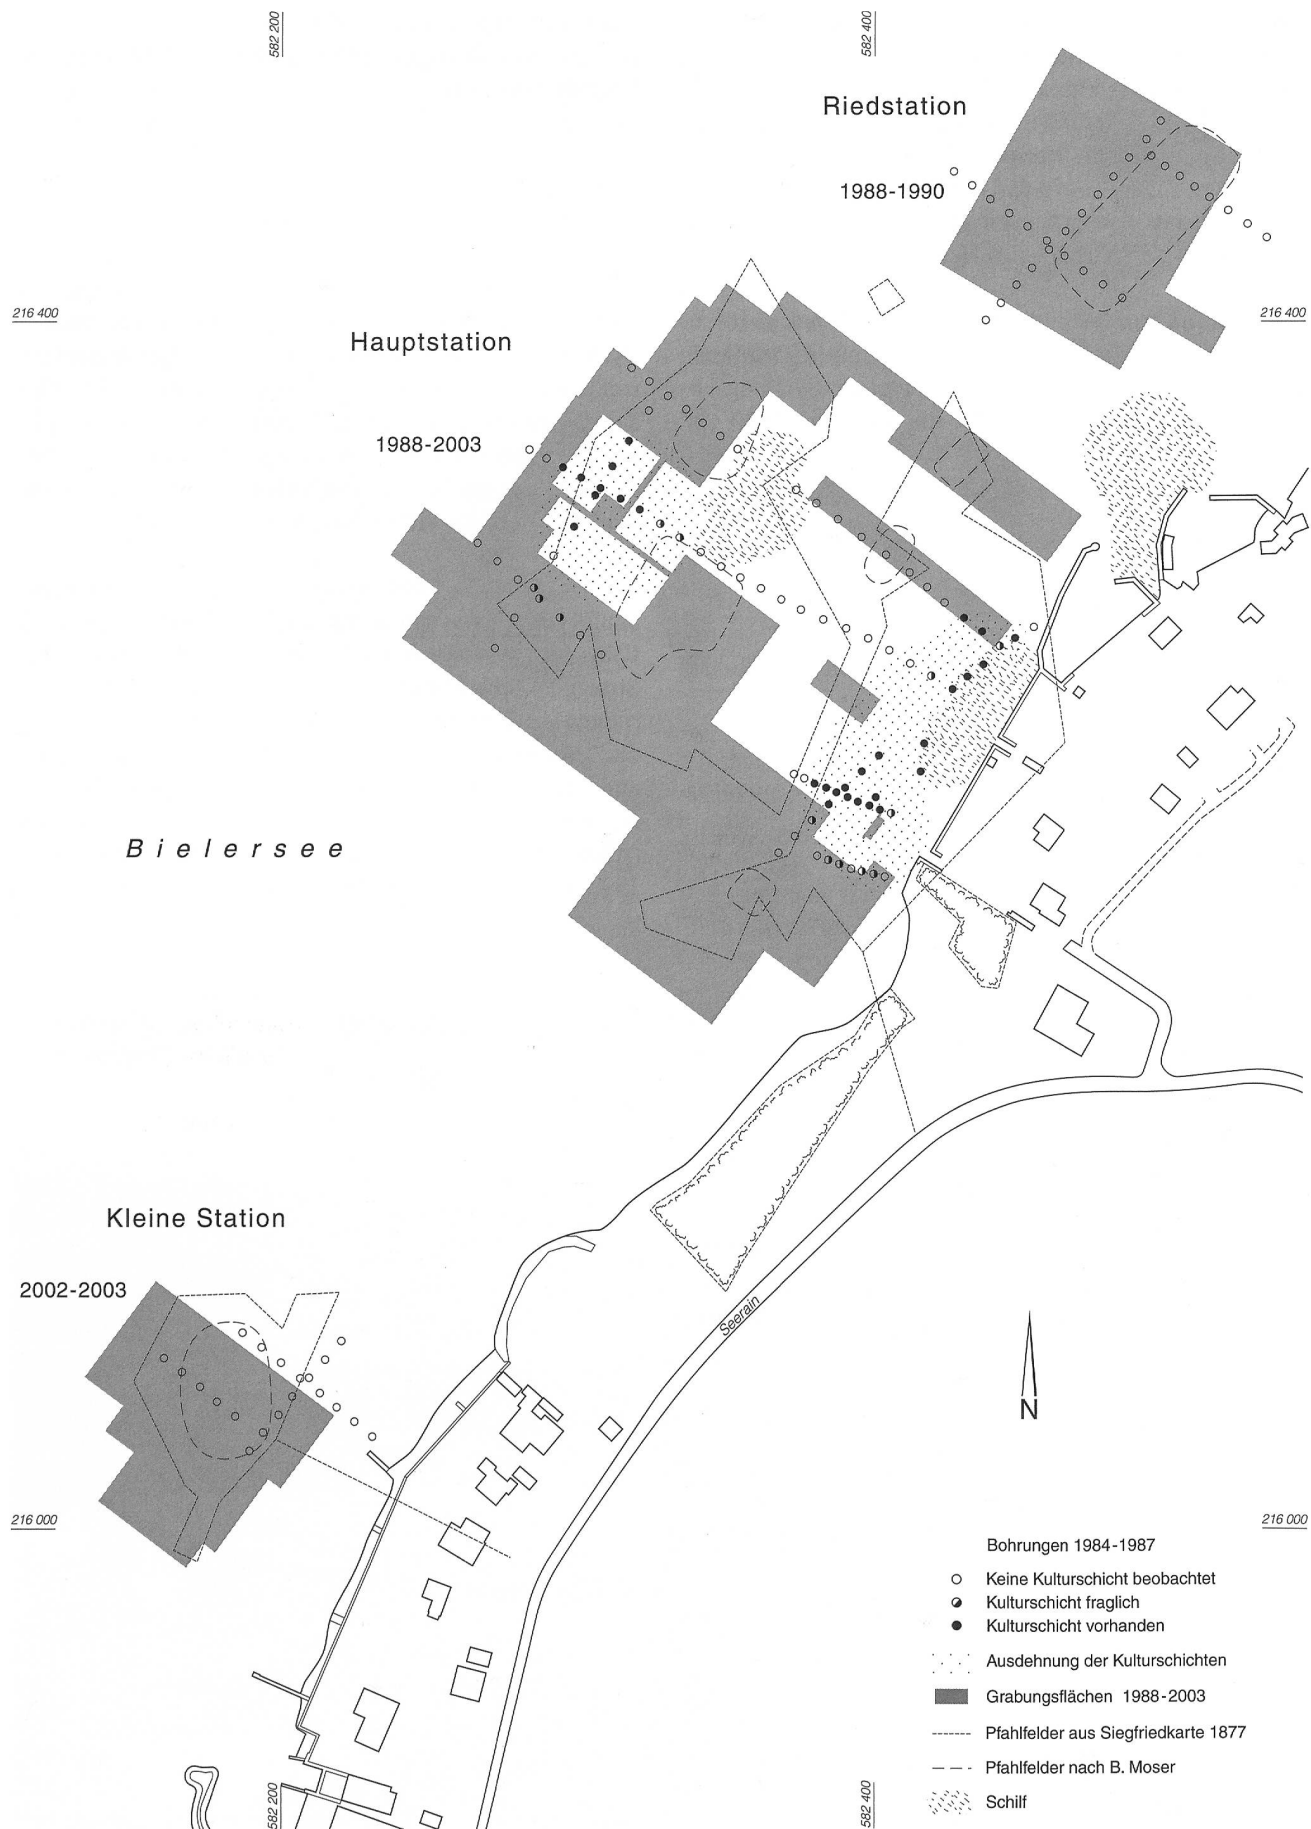 582 200
582 400
Riedstation
1988-1990
216 400
216 400
Hauptstation
1988-2003
Bielersee
Kleine Station
2002-2003
Seerain
N
216 000
216 000
Bohrungen 1984-1987
Keine Kulturschicht beobachtet
Kulturschicht fraglich
Kulturschicht vorhanden
Ausdehnung der Kulturschichten
Grabungsflächen 1988-2003
Pfahlfelder aus Siegfriedkarte 1877
Pfahlfelder nach B. Moser
Schilf
582 200
582 400